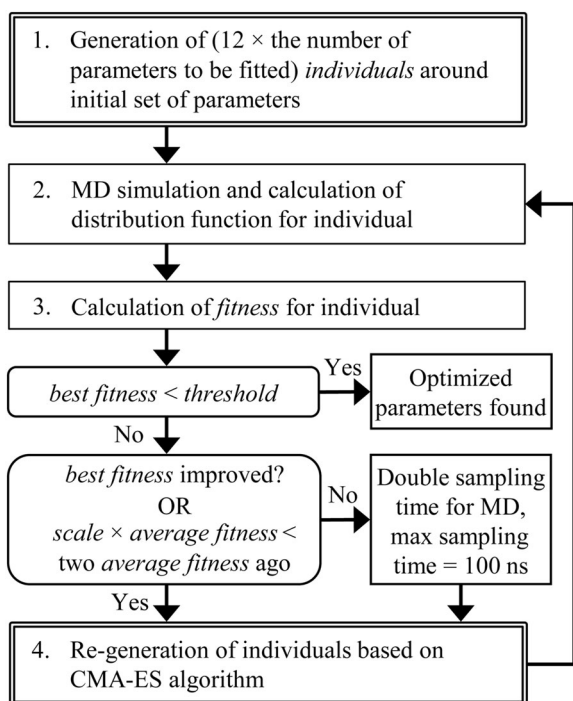 1. Generation of (12 × the number of
parameters to be fitted) individuals around
initial set of parameters
2. MD simulation and calculation of
distribution function for individual
3. Calculation of fitness for individual
best fitness < threshold
Yes
Optimized
parameters found
No
best fitness improved?
OR
scale × average fitness <
two average fitness ago
No
Double sampling
time for MD,
max sampling
time = 100 ns
Yes
4. Re-generation of individuals based on
CMA-ES algorithm